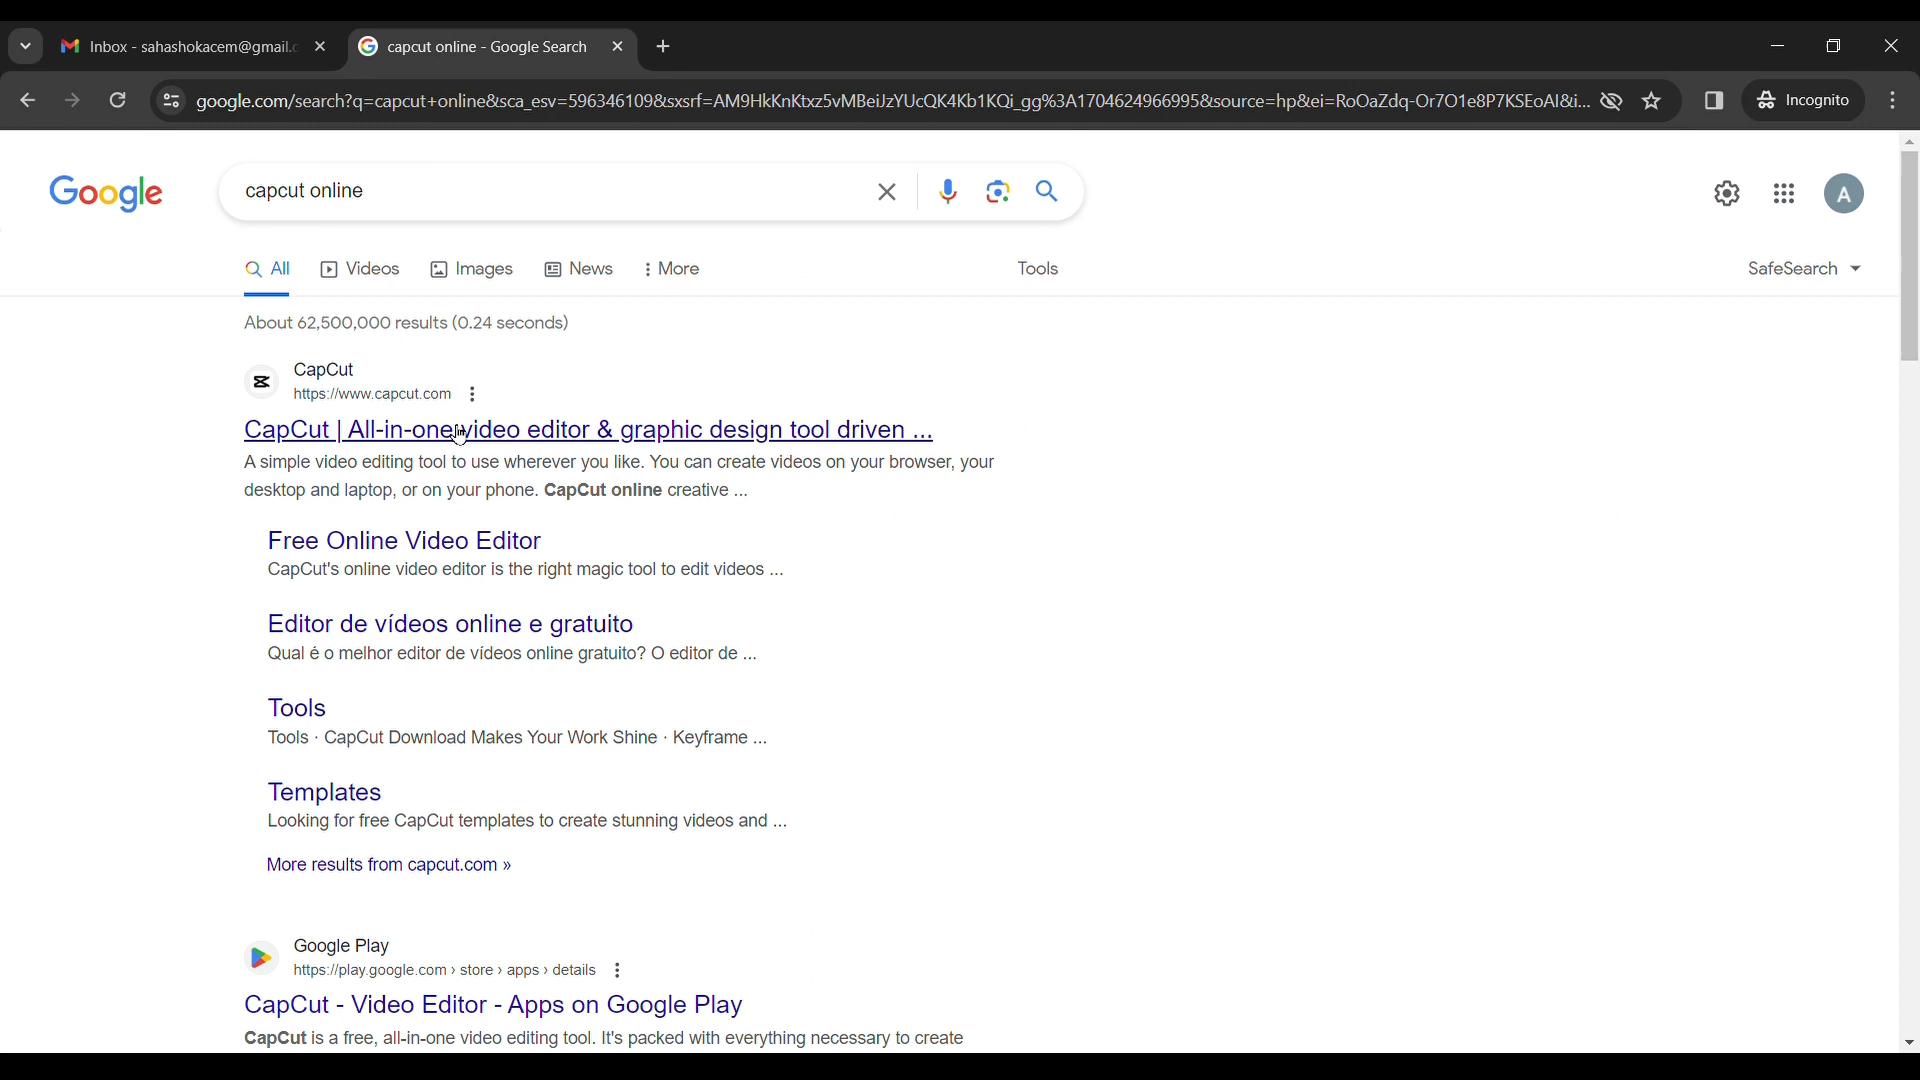 Inbox - sahashokacem@gmail.c
capcut online - Google Search
google.com/search?q=capcut+online&sca_esv=596346109&sxsrf=AM9HkKnKtxz5vMBeiJzYUcQK4Kb1KQi_gg%3A1704624966995&source=hp&ei=RoOaZdq-Or7O1e8P7KSEoAI&i...
Incognito
Google
capcut online
A
All
Videos
Images
News
More
Tools
SafeSearch
About 62,500,000 results (0.24 seconds)
CapCut
https://www.capcut.com
CapCut | All-in-one video editor & graphic design tool driven ...
A simple video editing tool to use wherever you like. You can create videos on your browser, your
desktop and laptop, or on your phone. CapCut online creative ...
Free Online Video Editor
CapCut's online video editor is the right magic tool to edit videos ...
Editor de vídeos online e gratuito
Qual é o melhor editor de vídeos online gratuito? O editor de ...
Tools
Tools · CapCut Download Makes Your Work Shine · Keyframe ...
Templates
Looking for free CapCut templates to create stunning videos and ...
More results from capcut.com »
Google Play
https://play.google.com › store › apps › details
CapCut - Video Editor - Apps on Google Play
CapCut is a free, all-in-one video editing tool. It's packed with everything necessary to create